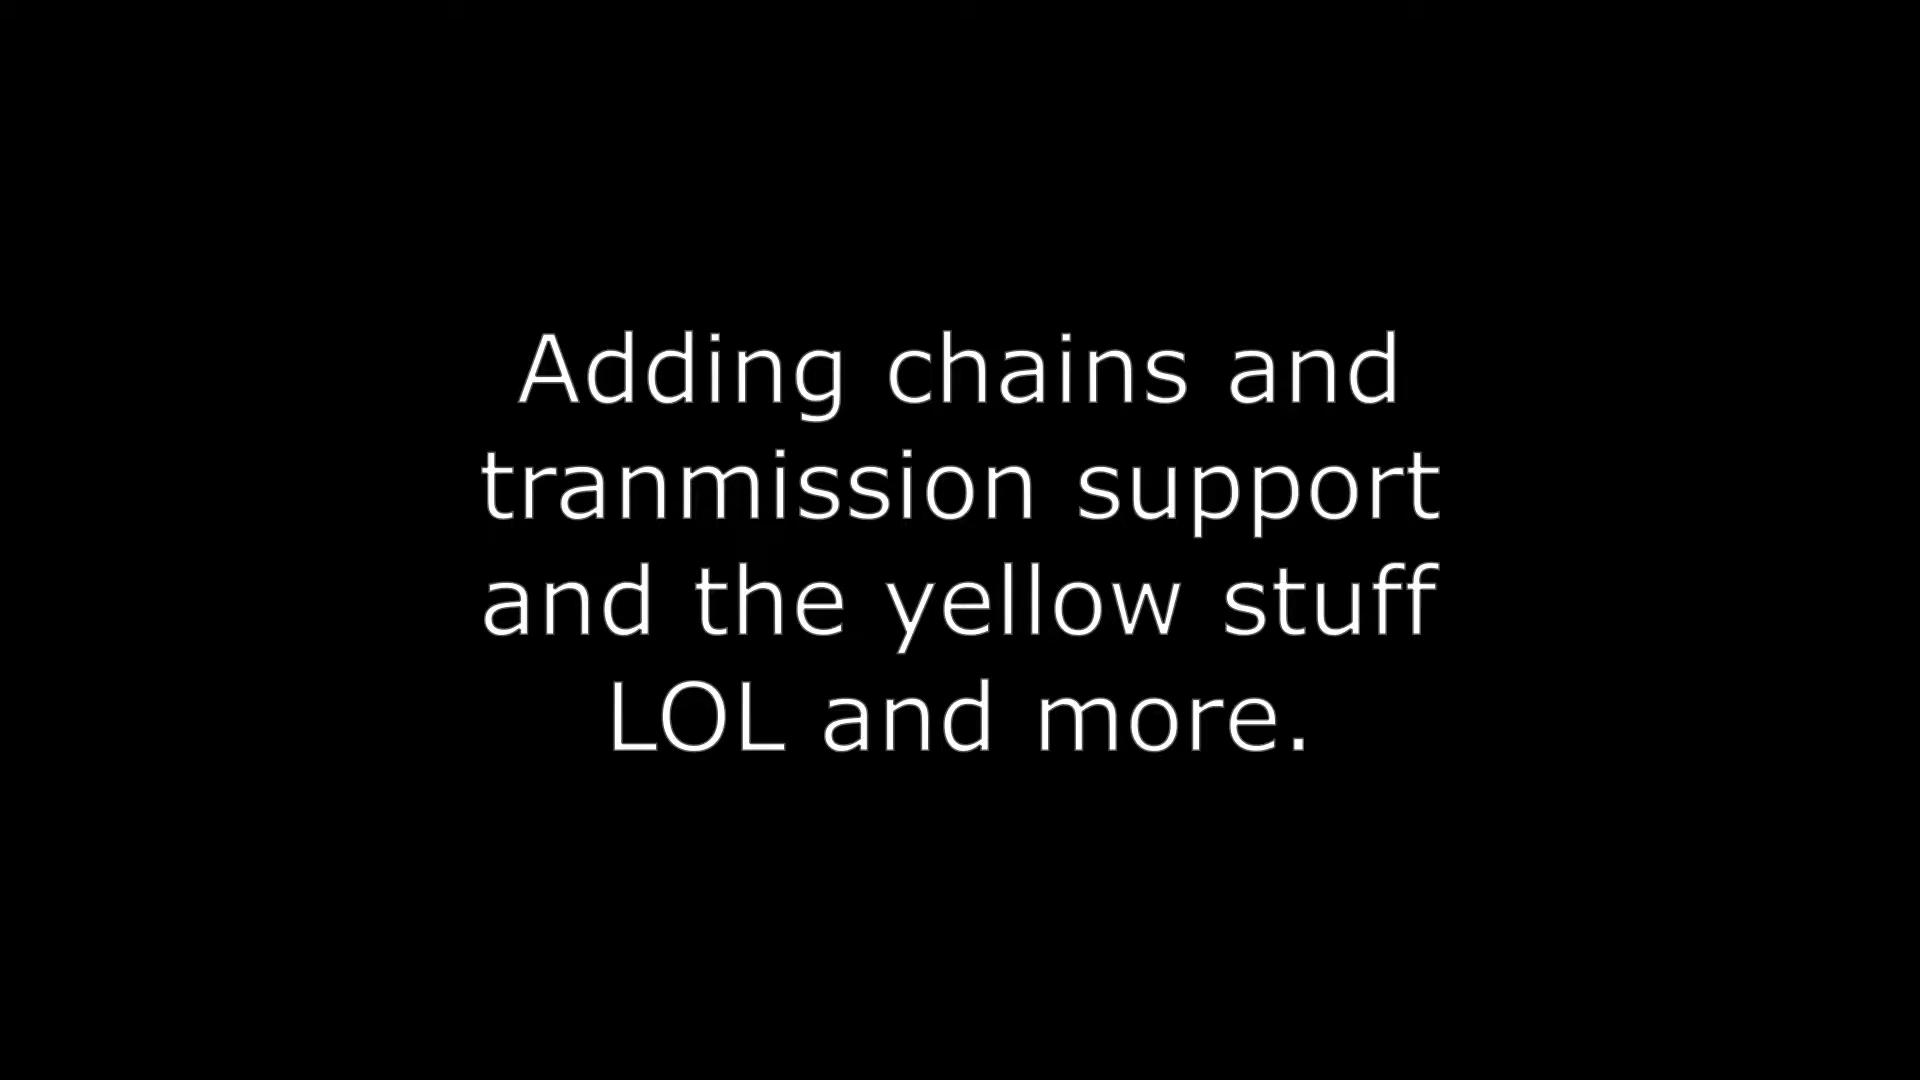 Adding chains and
tranmission support
and the yellow stuff
LOL and more.